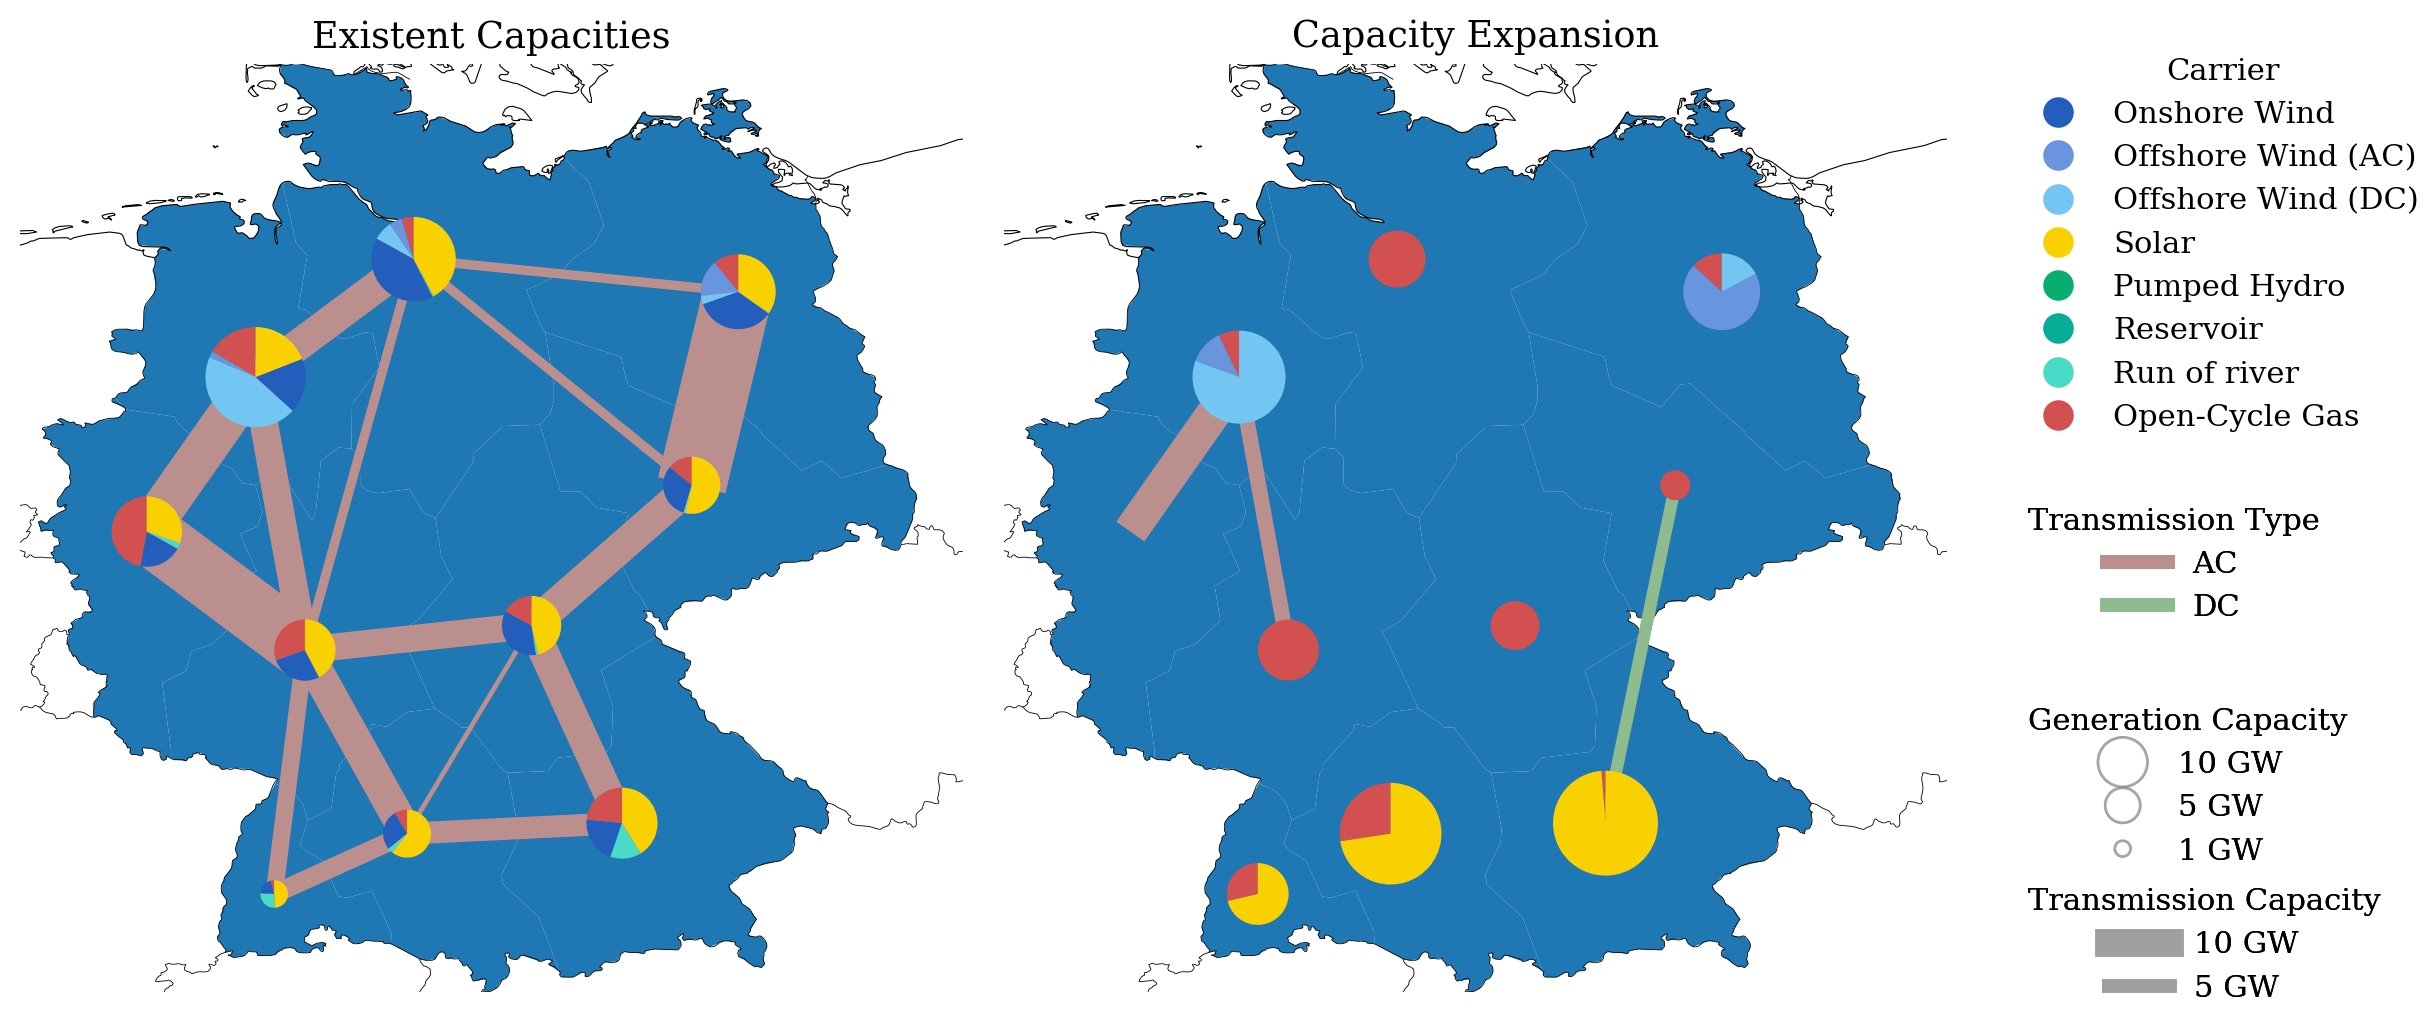 Existent Capacities
Capacity Expansion
Carrier
Onshore Wind
Offshore Wind (AC)
Offshore Wind (DC)
Solar
Pumped Hydro
Reservoir
Run of river
Open-Cycle Gas
Transmission Type
AC
DC
Generation Capacity
10 GW
5 GW
1 GW
Transmission Capacity
10 GW
5 GW